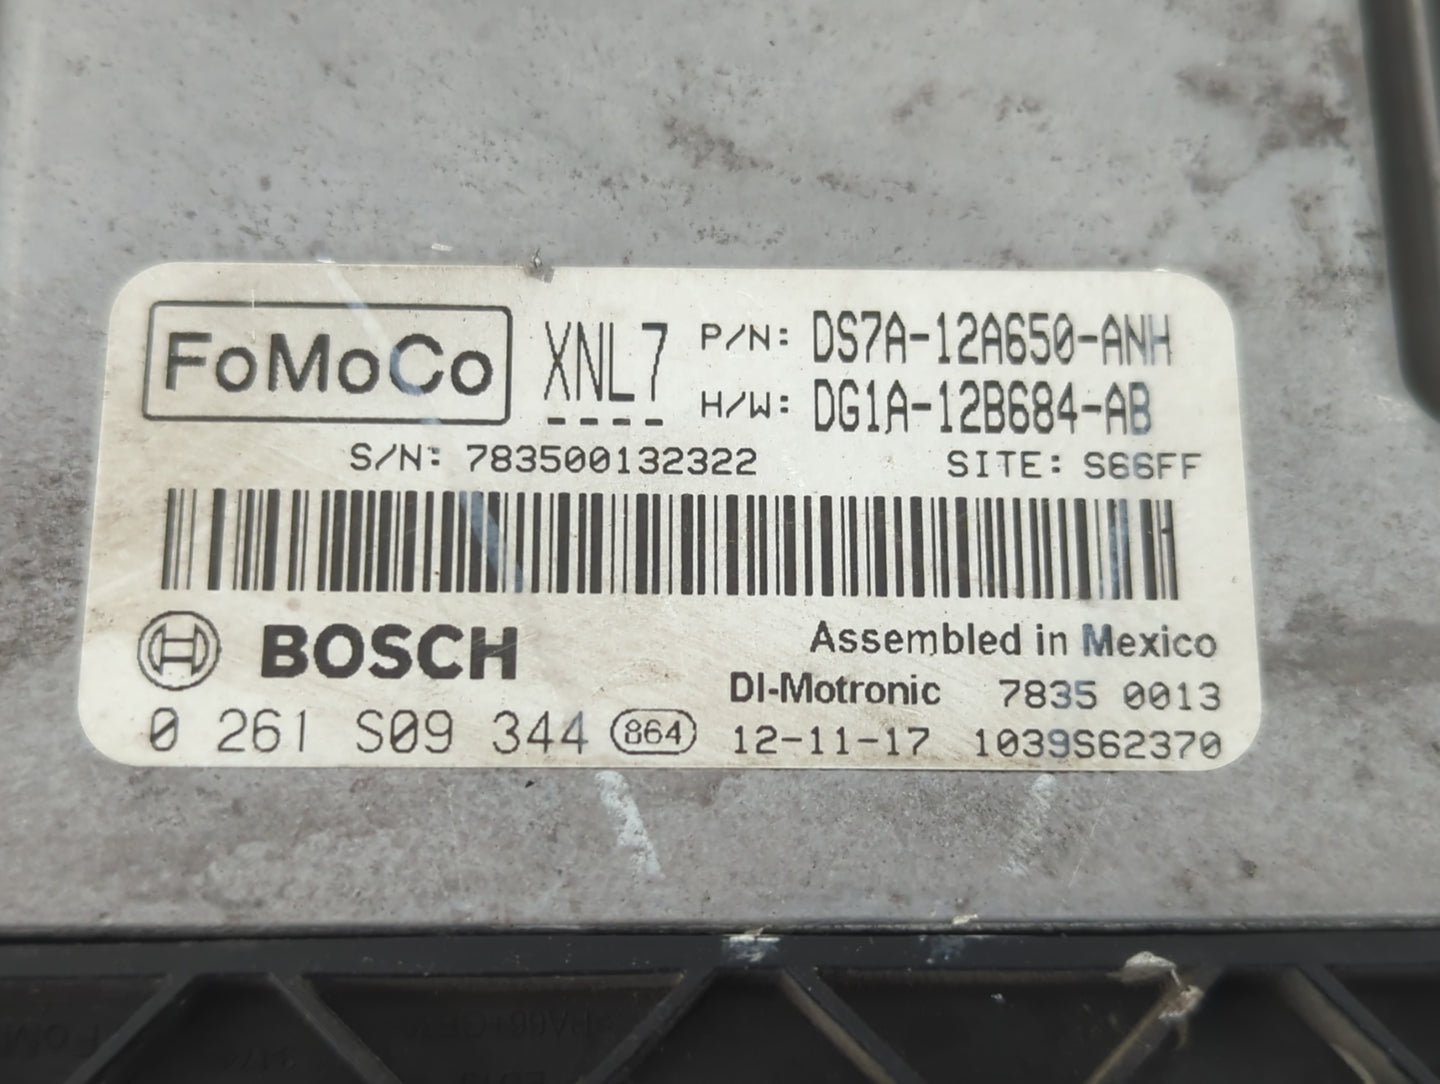 FoMoCo XNL7 P/N: DS7A-12A650-ANH
H/W: DG1A-12B684-AB
S/N: 783500132322 SITE: S66FF
BOSCH Assembled in Mexico
DI-Motronic 7835 0013
0 261 S09 344 864 12-11-17 1039S62370